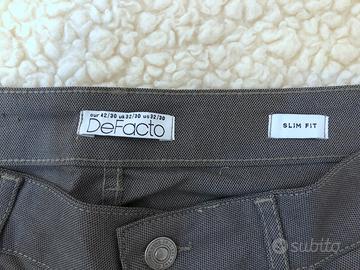 eur 42/30 uk 32/30 us 32/30
DeFacto
SLIM FIT
subito